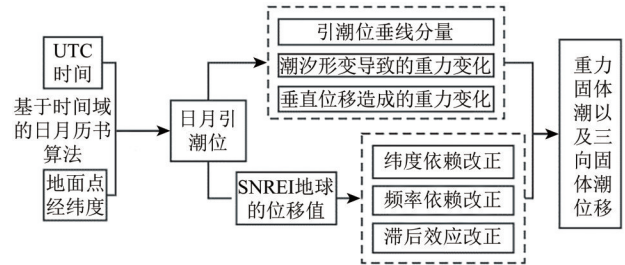 UTC
时间
基于时间域
的日月历书
算法
地面点
经纬度
日月引
潮位
引潮位垂线分量
潮汐形变导致的重力变化
垂直位移造成的重力变化
SNREI地球
的位移值
纬度依赖改正
频率依赖改正
滞后效应改正
重力
固体
潮以
及三
向固
体潮
位移